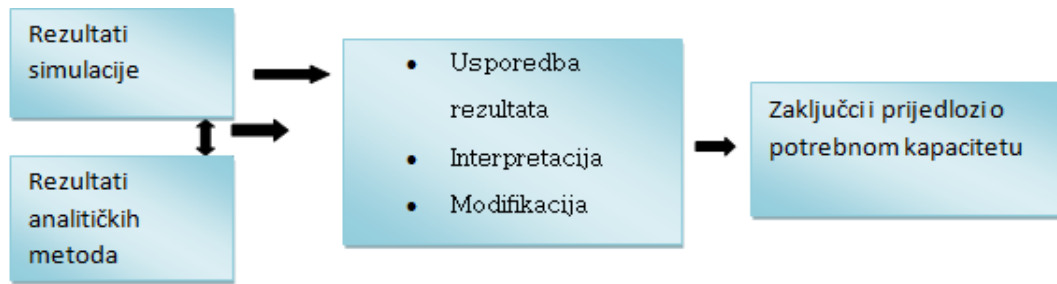 Rezultati
simulacije
Rezultati
analitičkih
metoda
• Usporedba
rezultata
• Interpretacija
• Modifikacija
Zaključci i prijedlozi o
potrebnom kapacitetu